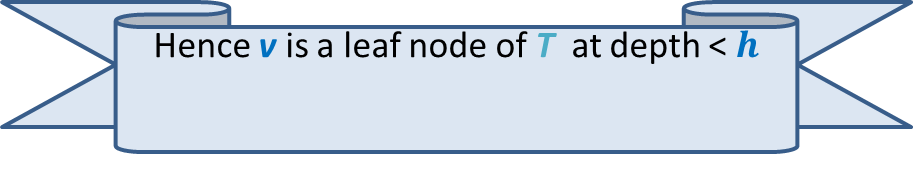 Hence v is a leaf node of T at depth < h